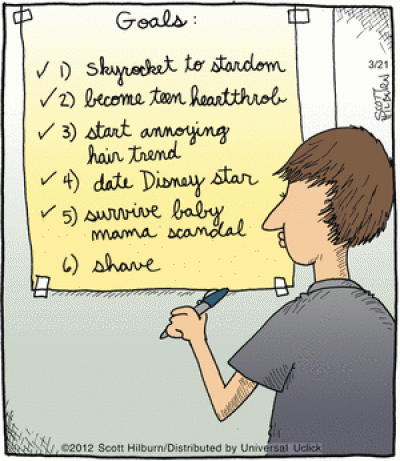 Goals:
✓ 1) Skyrocket to stardom
✓ 2) become teen heartthrob
✓ 3) start annoying
hair trend
✓ 4) date Disney star
✓ 5) survive baby
mama scandal
6) shave
3/21
SCOTT
HILBURN
©2012 Scott Hilburn/Distributed by Universal Uclick